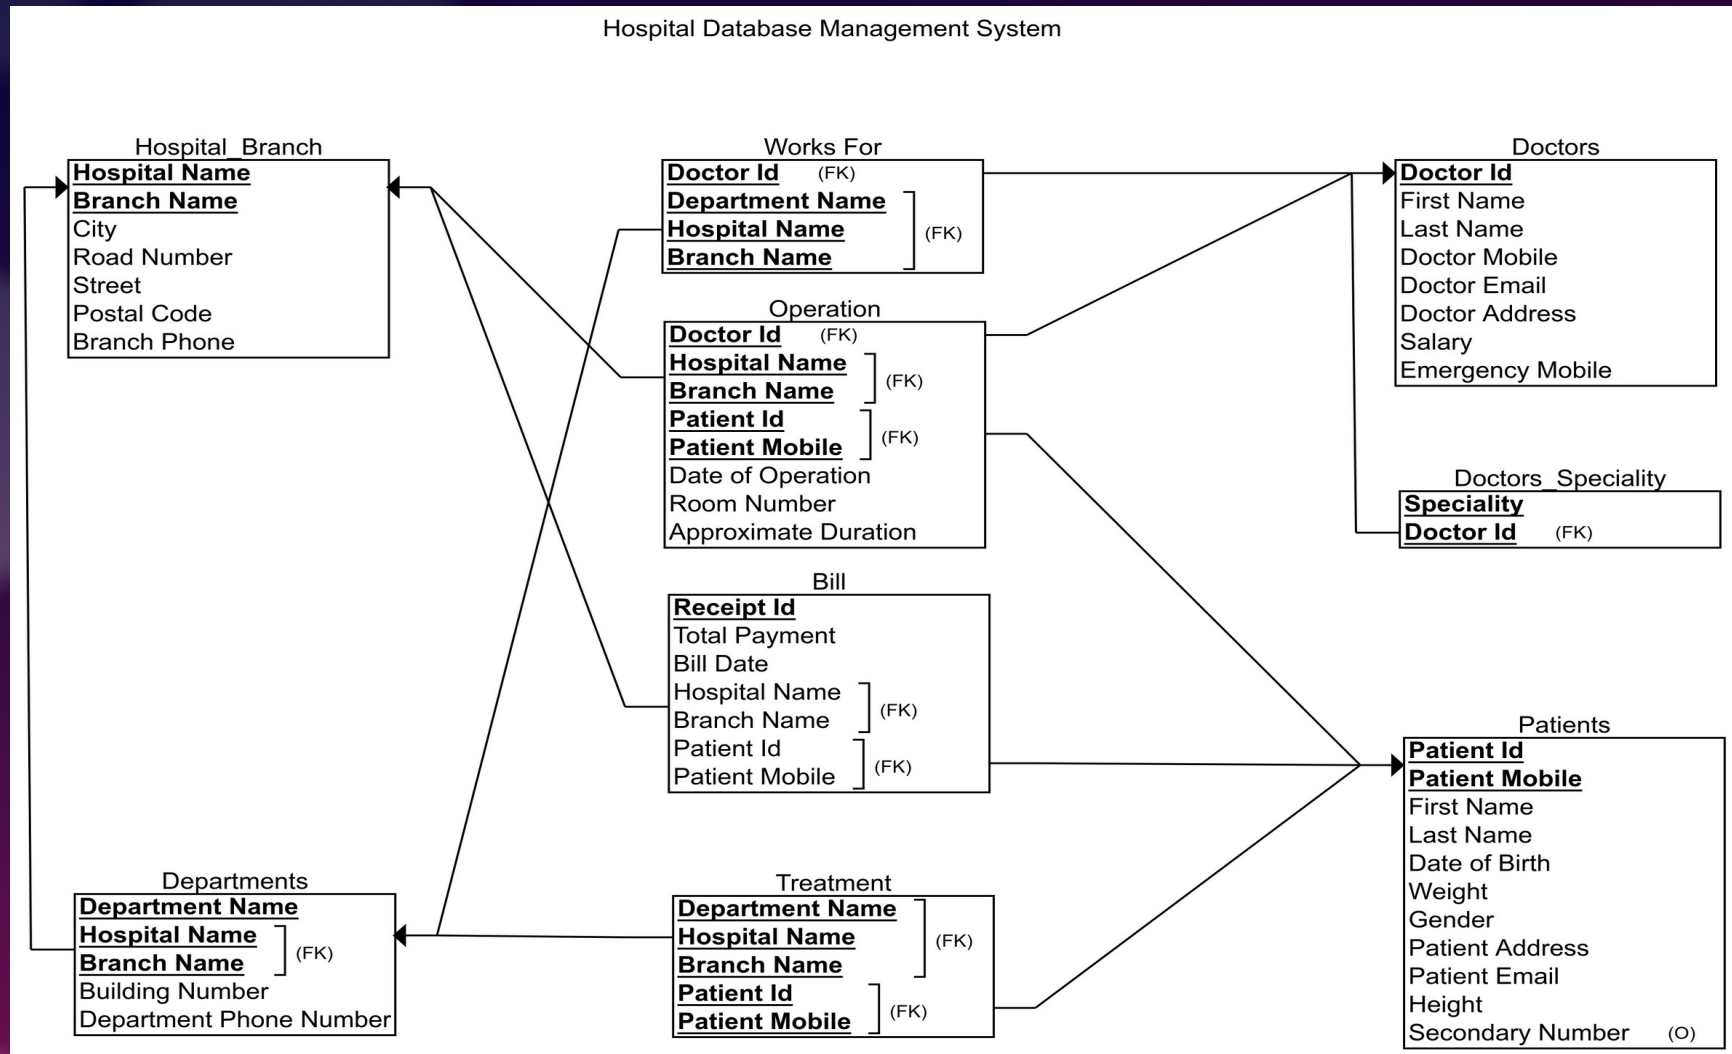 Hospital Database Management System
Hospital_Branch
Hospital Name
Branch Name
City
Road Number
Street
Postal Code
Branch Phone
Works For
Doctor Id (FK)
Department Name
Hospital Name
Branch Name
(FK)
Doctors
Doctor Id
First Name
Last Name
Doctor Mobile
Doctor Email
Doctor Address
Salary
Emergency Mobile
Operation
Doctor Id (FK)
Hospital Name
Branch Name
(FK)
Patient Id
Patient Mobile
(FK)
Date of Operation
Room Number
Approximate Duration
Doctors_Speciality
Speciality
Doctor Id (FK)
Bill
Receipt Id
Total Payment
Bill Date
Hospital Name
Branch Name
(FK)
Patient Id
Patient Mobile
(FK)
Patients
Patient Id
Patient Mobile
First Name
Last Name
Date of Birth
Weight
Gender
Patient Address
Patient Email
Height
Secondary Number (O)
Departments
Department Name
Hospital Name
Branch Name
(FK)
Building Number
Department Phone Number
Treatment
Department Name
Hospital Name
Branch Name
(FK)
Patient Id
Patient Mobile
(FK)